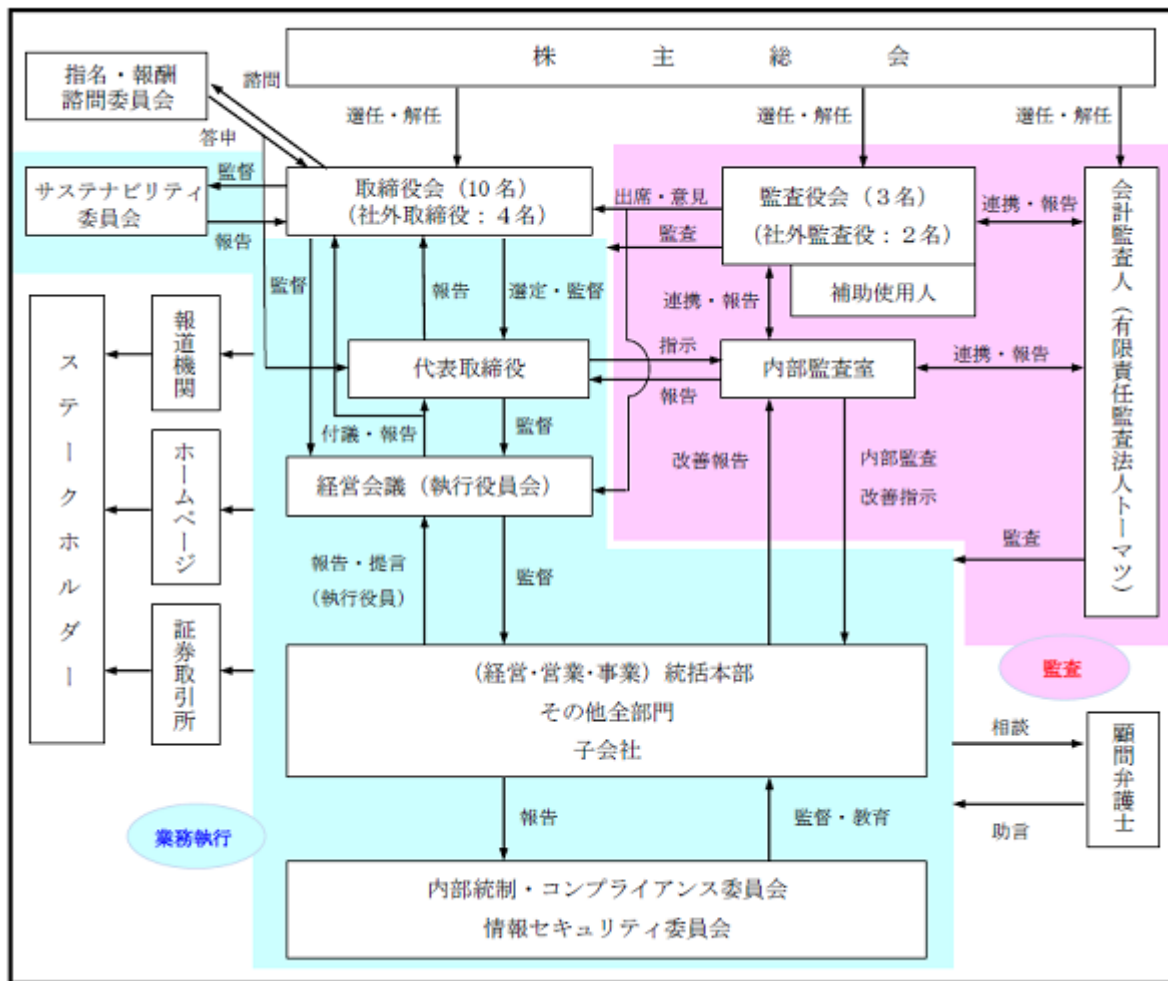 株主総会
指名・報酬
諮問委員会
諮問
答申
選任・解任
選任・解任
選任・解任
サステナビリティ
委員会
監督
報告
取締役会（10名）
（社外取締役：4名）
出席・意見
監査
監査役会（3名）
（社外監査役：2名）
補助使用人
連携・報告
会計監査人（有限責任監査法人トーマツ）
監督
報告
選定・監督
連携・報告
ステークホルダー
報道機関
代表取締役
指示
報告
内部監査室
連携・報告
付議・報告
監督
ホームページ
経営会議（執行役員会）
改善報告
内部監査
改善指示
報告・提言
（執行役員）
監督
監査
証券取引所
（経営・営業・事業）統括本部
その他全部門
子会社
監査
相談
助言
顧問弁護士
業務執行
報告
監督・教育
内部統制・コンプライアンス委員会
情報セキュリティ委員会